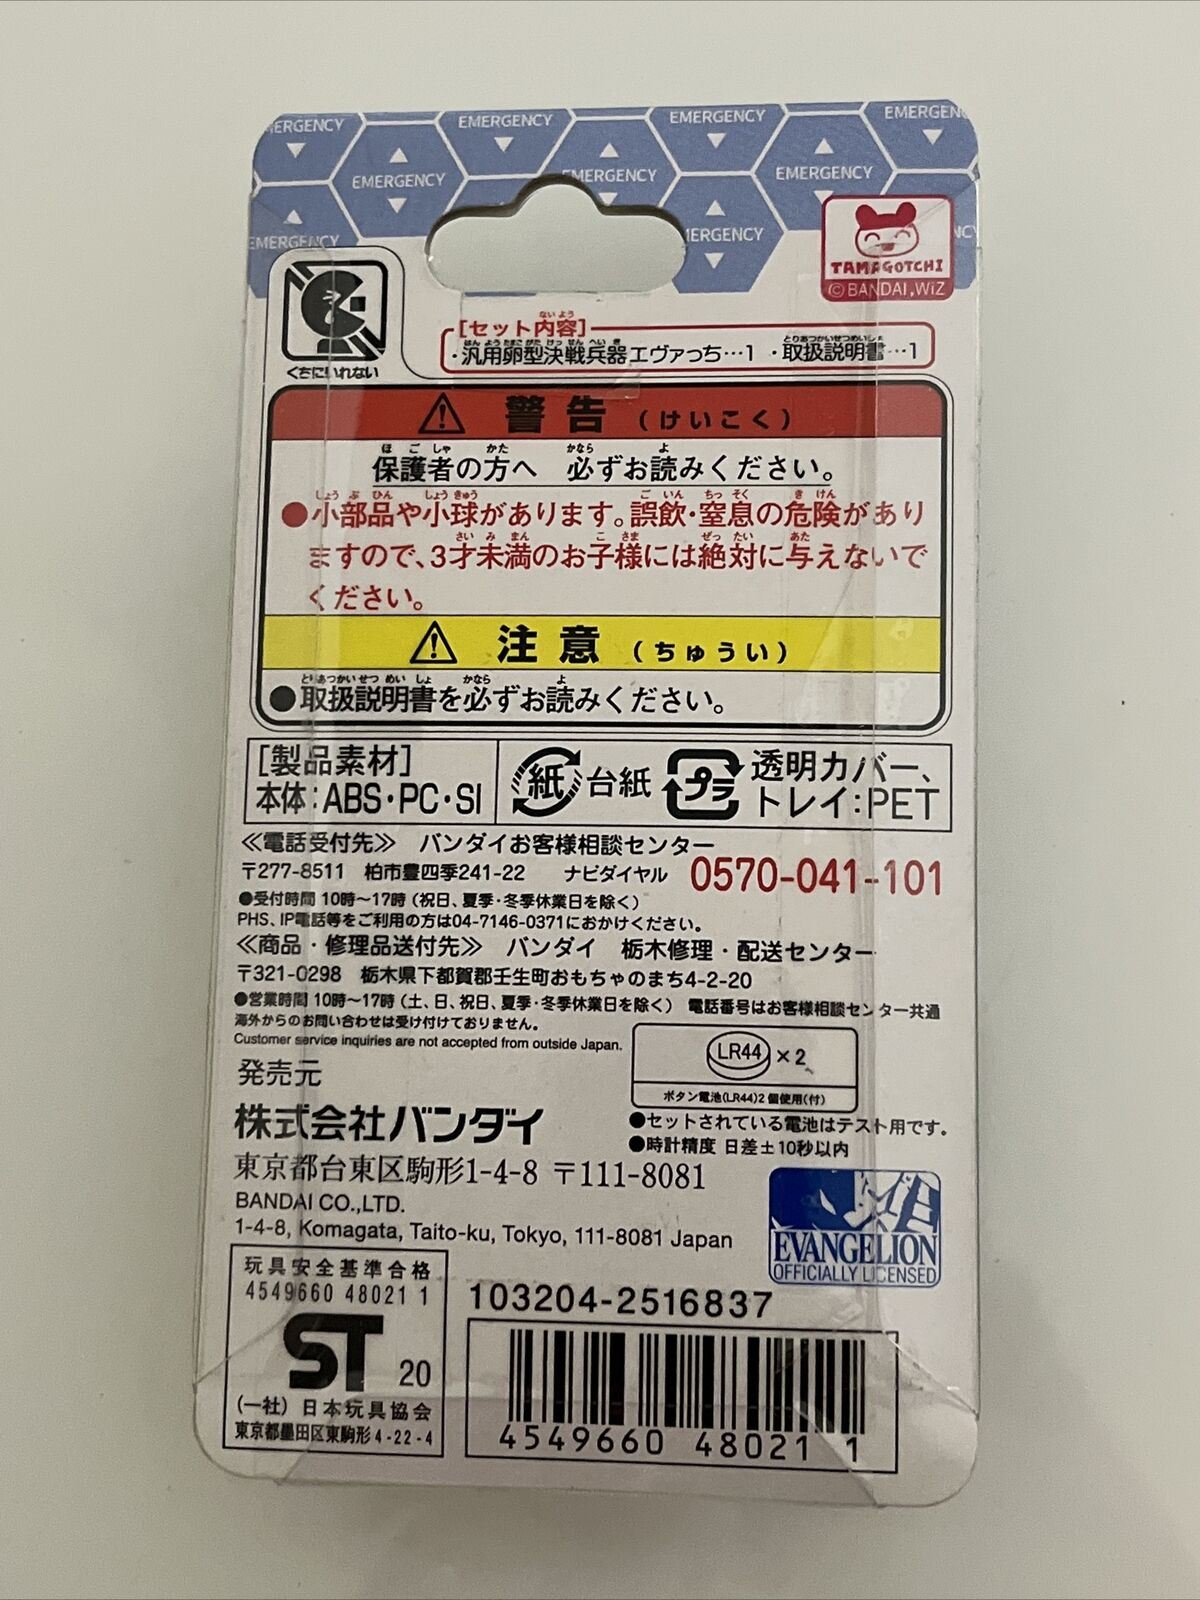 EMERGENCY
EMERGENCY
EMERGENCY
EMERGENCY
EMERGENCY
EMERGENCY
EMERGENCY
EMERGENCY
TAMAGOTCHI
©BANDAI,WiZ
くちにいれない
[セット内容]
・汎用卵型決戦兵器エヴァっち…1 ・取扱説明書…1
⚠ 警告 (けいこく)
保護者の方へ 必ずお読みください。
●小部品や小球があります。誤飲・窒息の危険があり
ますので、3才未満のお子様には絶対に与えないで
ください。
⚠ 注意 (ちゅうい)
●取扱説明書を必ずお読みください。
[製品素材]
本体:ABS・PC・SI
紙 台紙
プラ 透明カバー、
トレイ:PET
≪電話受付先≫ バンダイお客様相談センター
〒277-8511 柏市豊四季241-22 ナビダイヤル 0570-041-101
●受付時間 10時〜17時(祝日、夏季・冬季休業日を除く)
PHS、IP電話等をご利用の方は04-7146-0371におかけください。
≪商品・修理品送付先≫ バンダイ 栃木修理・配送センター
〒321-0298 栃木県下都賀郡壬生町おもちゃのまち4-2-20
●営業時間 10時〜17時(土、日、祝日、夏季・冬季休業日を除く) 電話番号はお客様相談センター共通
海外からのお問い合わせは受け付けておりません。
Customer service inquiries are not accepted from outside Japan.
LR44 ×2
ボタン電池(LR44)2個使用(付)
●セットされている電池はテスト用です。
●時計精度 日差±10秒以内
発売元
株式会社バンダイ
東京都台東区駒形1-4-8 〒111-8081
BANDAI CO.,LTD.
1-4-8, Komagata, Taito-ku, Tokyo, 111-8081 Japan
EVANGELION
OFFICIALLY LICENSED
玩具安全基準合格
4549660 48021 1
ST 20
(一社) 日本玩具協会
東京都墨田区東駒形4-22-4
103204-2516837
4549660 48021 1